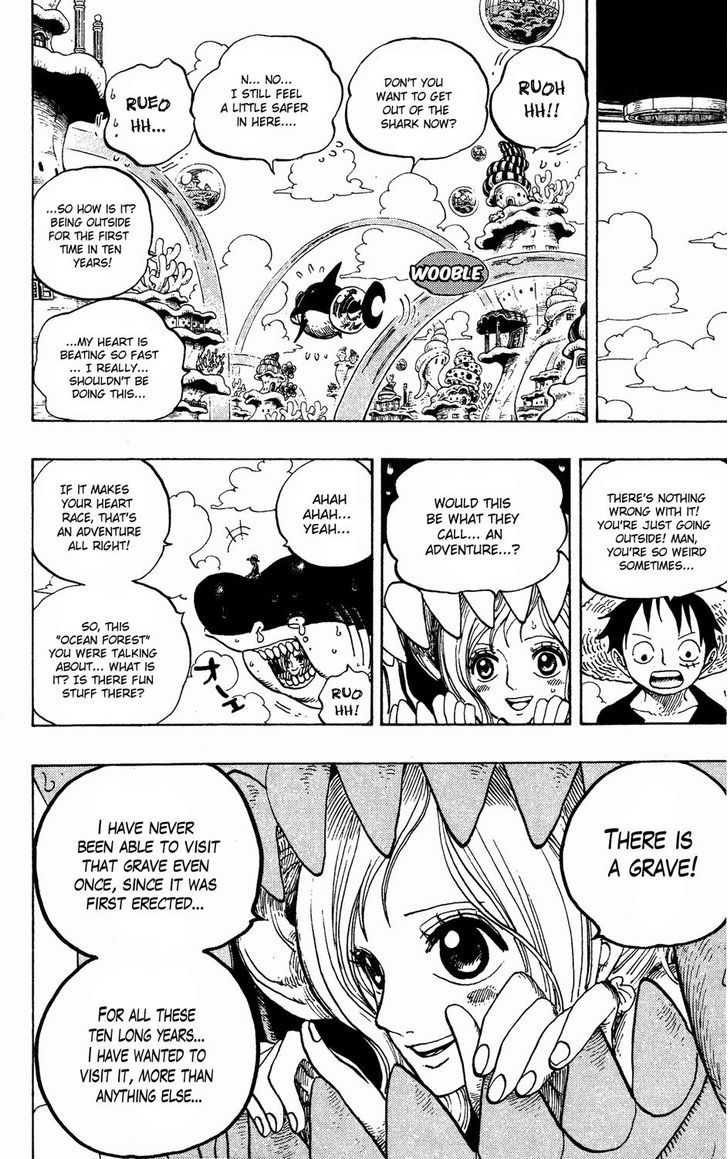 RUOH
HH!!
DON'T YOU
WANT TO GET
OUT OF THE
SHARK NOW?
N... NO...
I STILL FEEL
A LITTLE SAFER
IN HERE....
RUEO
HH...
...SO HOW IS IT?
BEING OUTSIDE
FOR THE FIRST
TIME IN TEN
YEARS!
WOOBLE
...MY HEART IS
BEATING SO FAST
... I REALLY...
SHOULDN'T BE
DOING THIS...
THERE'S NOTHING
WRONG WITH IT!
YOU'RE JUST GOING
OUTSIDE! MAN,
YOU'RE SO WEIRD
SOMETIMES...
WOULD THIS
BE WHAT THEY
CALL... AN
ADVENTURE...?
AHAH
AHAH...
YEAH...
IF IT MAKES
YOUR HEART
RACE, THAT'S
AN ADVENTURE
ALL RIGHT!
SO, THIS
"OCEAN FOREST"
YOU WERE TALKING
ABOUT... WHAT IS
IT? IS THERE FUN
STUFF THERE?
RUO
HH!
THERE IS
A GRAVE!
I HAVE NEVER
BEEN ABLE TO VISIT
THAT GRAVE EVEN
ONCE, SINCE IT WAS
FIRST ERECTED...
FOR ALL THESE
TEN LONG YEARS...
I HAVE WANTED TO
VISIT IT, MORE THAN
ANYTHING ELSE...